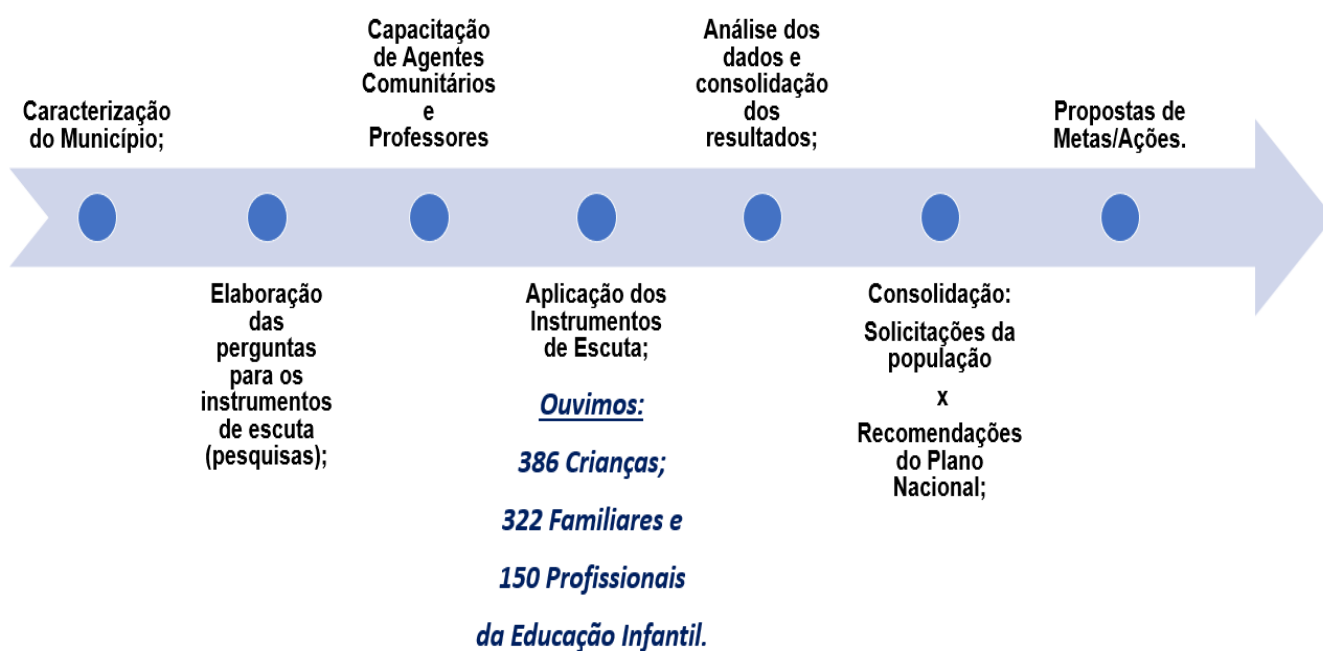 Caracterização
do Município;
Elaboração
das
perguntas
para os
instrumentos
de escuta
(pesquisas);
Capacitação
de Agentes
Comunitários
e
Professores
Aplicação dos
Instrumentos
de Escuta;
Ouvimos:
386 Crianças;
322 Familiares e
150 Profissionais
da Educação Infantil.
Análise dos
dados e
consolidação
dos
resultados;
Consolidação:
Solicitações da
população
x
Recomendações
do Plano
Nacional;
Propostas de
Metas/Ações.